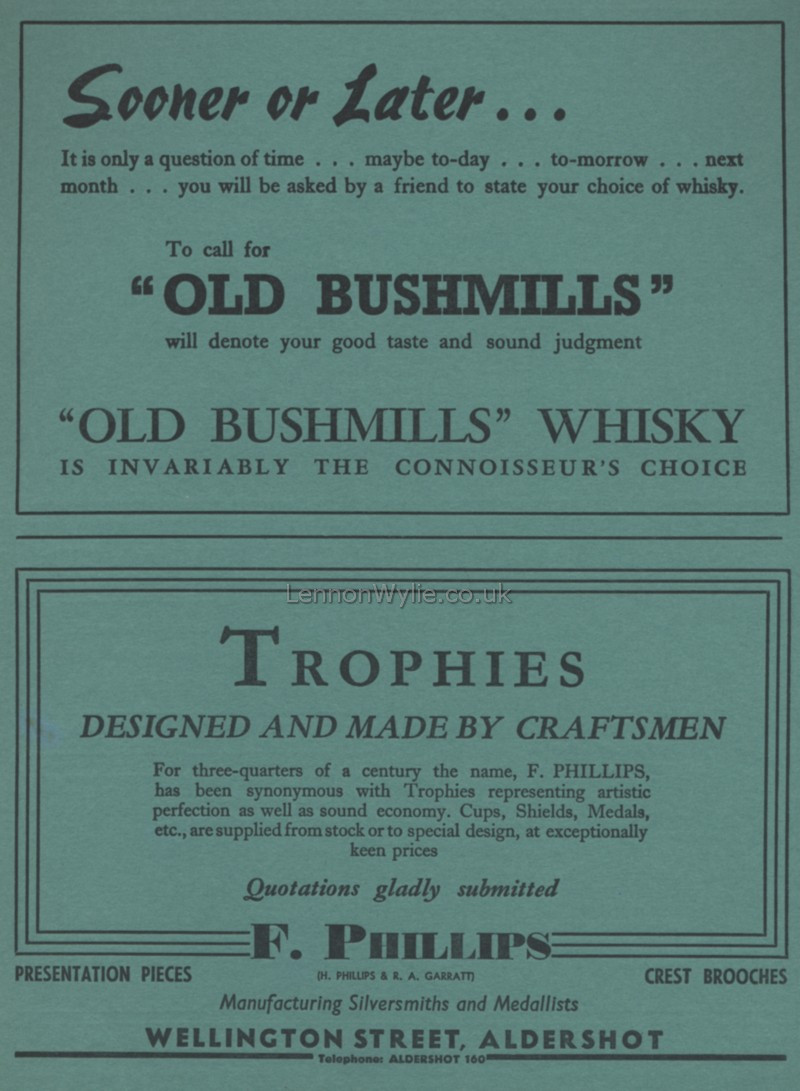 Sooner or Later...
It is only a question of time . . . maybe to-day . . . to-morrow . . . next
month . . . you will be asked by a friend to state your choice of whisky.
To call for
“OLD BUSHMILLS”
will denote your good taste and sound judgment
“OLD BUSHMILLS” WHISKY
IS INVARIABLY THE CONNOISSEUR'S CHOICE
LennonWylie.co.uk
TROPHIES
DESIGNED AND MADE BY CRAFTSMEN
For three-quarters of a century the name, F. PHILLIPS,
has been synonymous with Trophies representing artistic
perfection as well as sound economy. Cups, Shields, Medals,
etc., are supplied from stock or to special design, at exceptionally
keen prices
Quotations gladly submitted
F. PHILLIPS
PRESENTATION PIECES (H. PHILLIPS & R. A. GARRATT) CREST BROOCHES
Manufacturing Silversmiths and Medallists
WELLINGTON STREET, ALDERSHOT
Telephone: ALDERSHOT 160